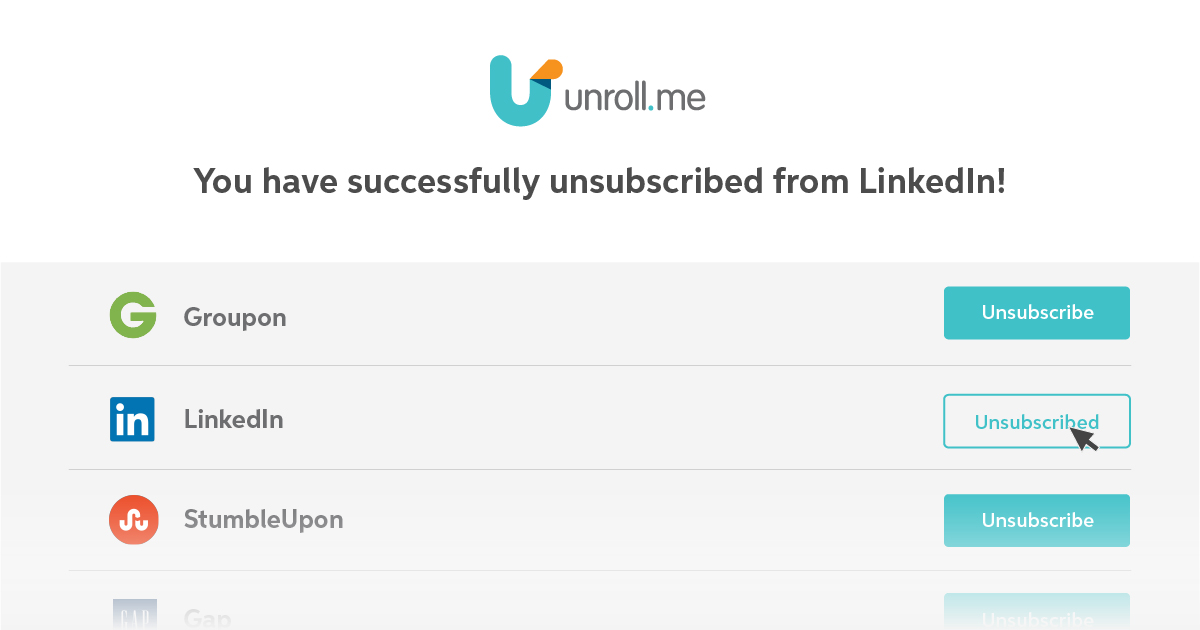 unroll.me
You have successfully unsubscribed from LinkedIn!
Groupon
Unsubscribe
in
LinkedIn
Unsubscribed
StumbleUpon
Unsubscribe
GAP
Gap
Unsubscribe